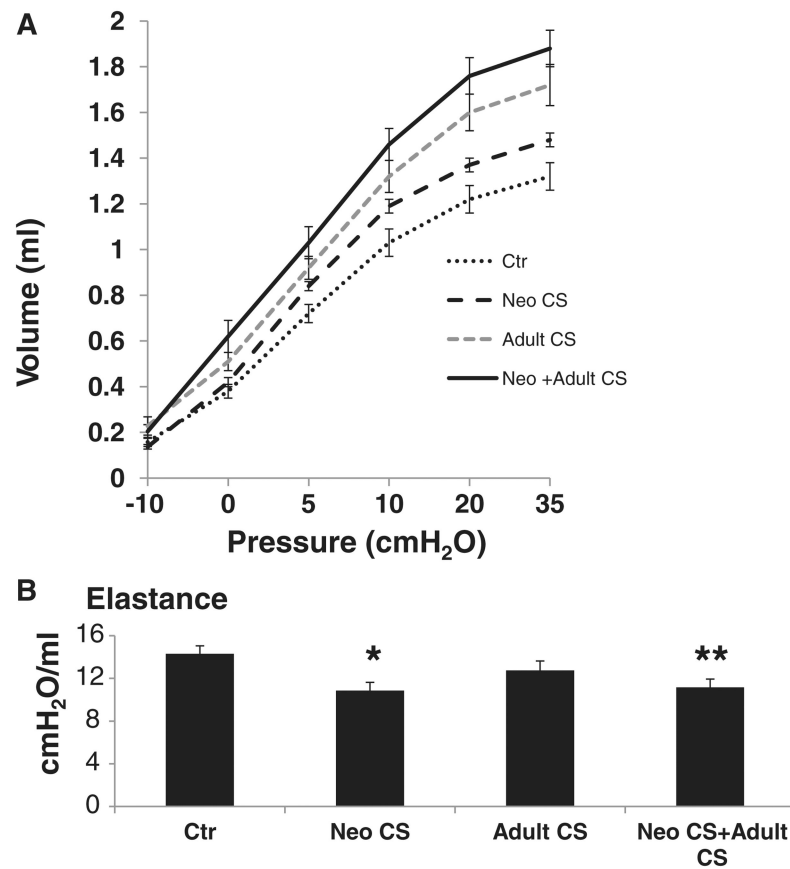 A
2
1.8
1.6
1.4
1.2
1
0.8
0.6
0.4
0.2
0
Volume (ml)
Ctr
Neo CS
Adult CS
Neo +Adult CS
-10 0 5 10 20 35
Pressure (cmH₂O)
B
Elastance
16
12
8
4
0
cmH₂O/ml
* **
Ctr Neo CS Adult CS Neo CS+Adult
CS